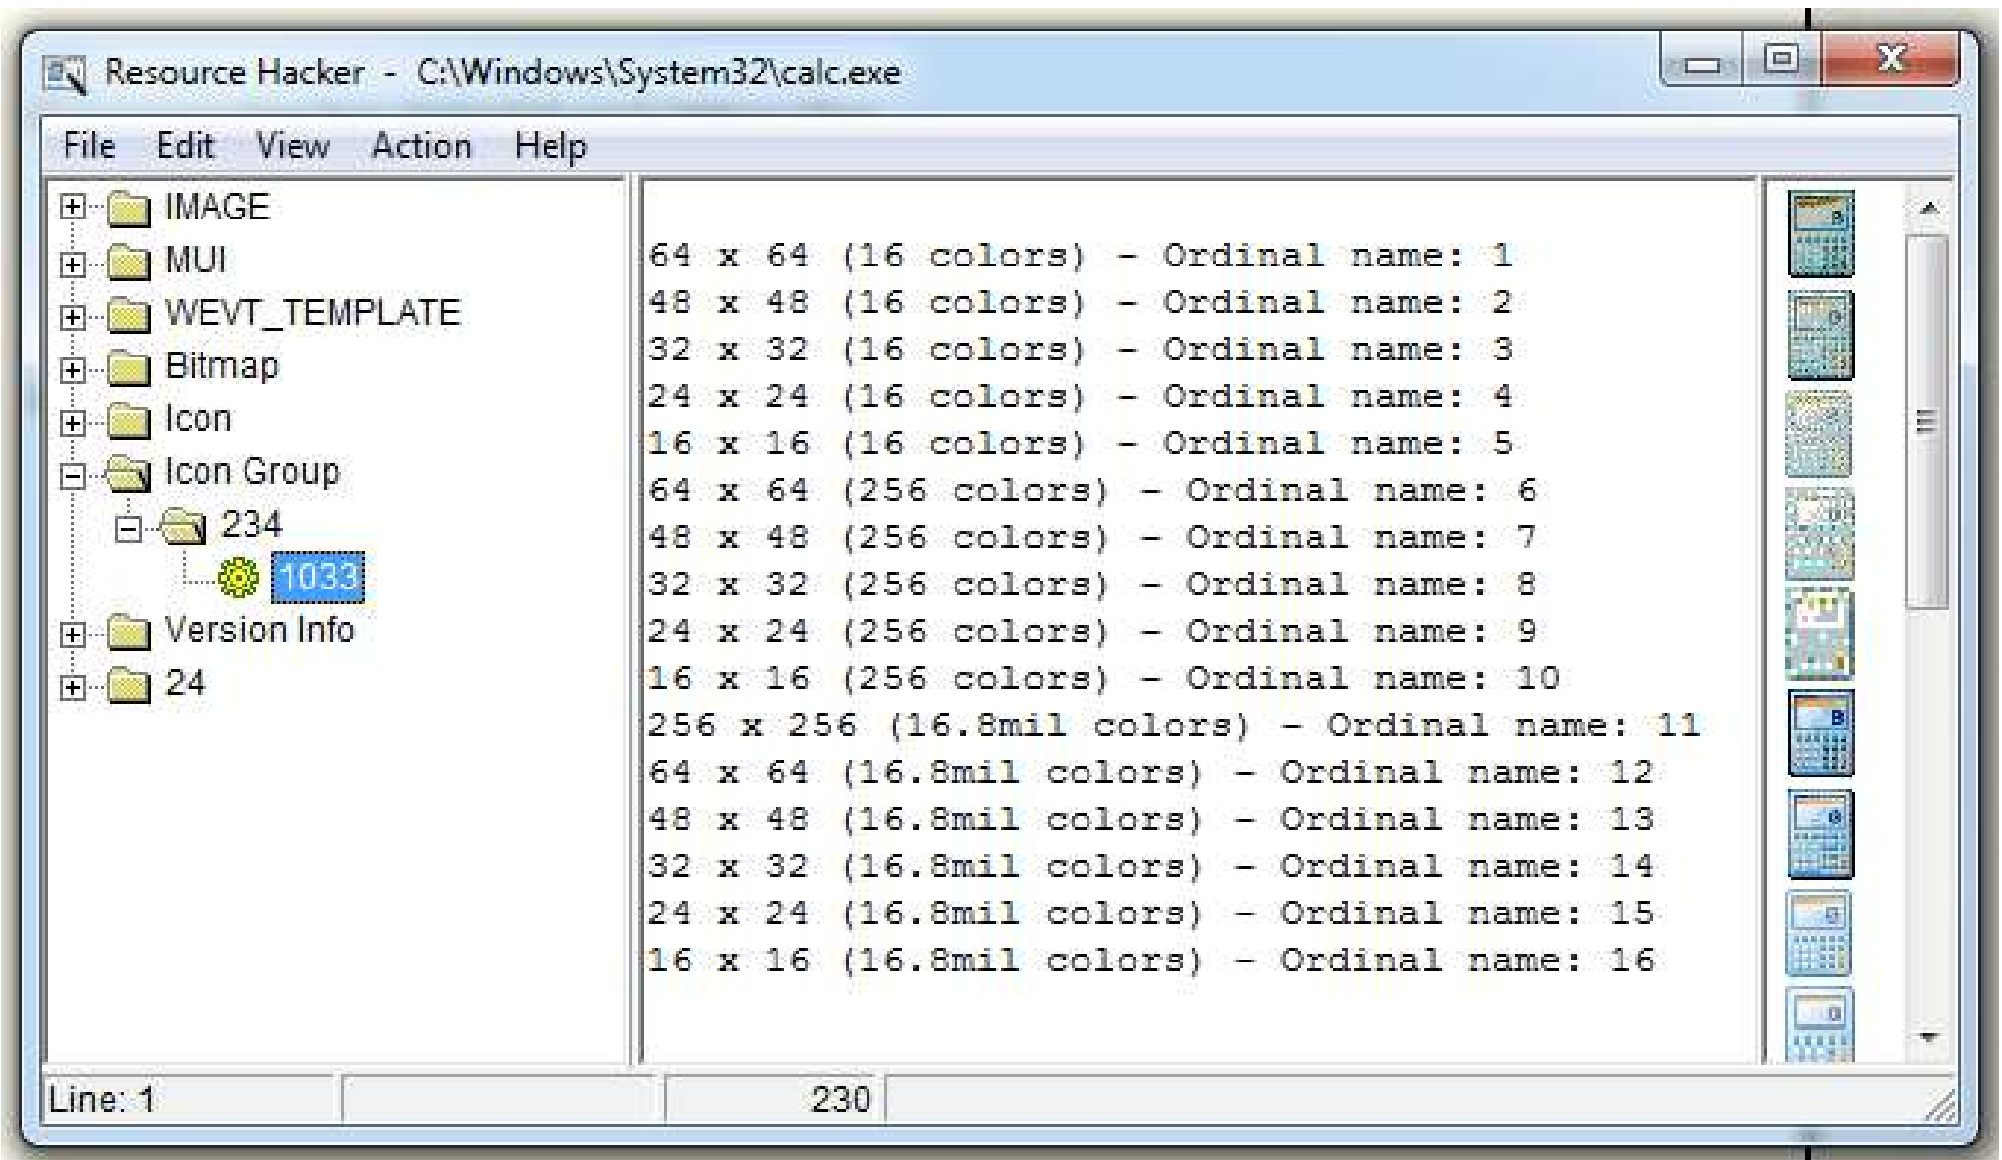 Resource Hacker - C:\Windows\System32\calc.exe
File Edit View Action Help
IMAGE
MUI
WEVT_TEMPLATE
Bitmap
Icon
Icon Group
234
1033
Version Info
24
64 x 64 (16 colors) - Ordinal name: 1
48 x 48 (16 colors) - Ordinal name: 2
32 x 32 (16 colors) - Ordinal name: 3
24 x 24 (16 colors) - Ordinal name: 4
16 x 16 (16 colors) - Ordinal name: 5
64 x 64 (256 colors) - Ordinal name: 6
48 x 48 (256 colors) - Ordinal name: 7
32 x 32 (256 colors) - Ordinal name: 8
24 x 24 (256 colors) - Ordinal name: 9
16 x 16 (256 colors) - Ordinal name: 10
256 x 256 (16.8mil colors) - Ordinal name: 11
64 x 64 (16.8mil colors) - Ordinal name: 12
48 x 48 (16.8mil colors) - Ordinal name: 13
32 x 32 (16.8mil colors) - Ordinal name: 14
24 x 24 (16.8mil colors) - Ordinal name: 15
16 x 16 (16.8mil colors) - Ordinal name: 16
Line: 1
230